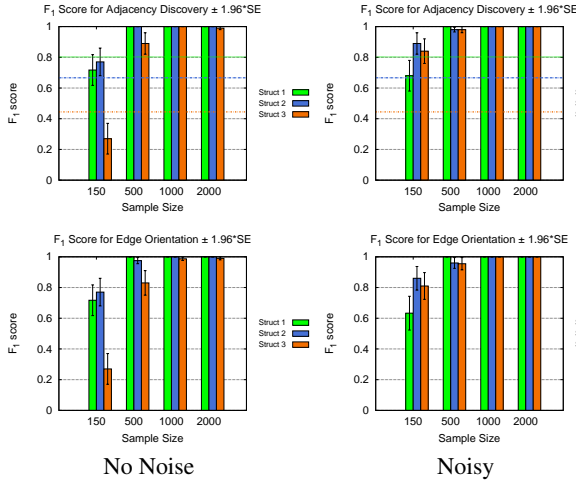 F1 Score for Adjacency Discovery ± 1.96*SE
1
0.8
0.6
0.4
0.2
0
F1 score
150 500 1000 2000
Sample Size
Struct 1
Struct 2
Struct 3
F1 Score for Adjacency Discovery ± 1.96*SE
1
0.8
0.6
0.4
0.2
0
F1 score
150 500 1000 2000
Sample Size
F1 Score for Edge Orientation ± 1.96*SE
1
0.8
0.6
0.4
0.2
0
F1 score
150 500 1000 2000
Sample Size
Struct 1
Struct 2
Struct 3
No Noise
F1 Score for Edge Orientation ± 1.96*SE
1
0.8
0.6
0.4
0.2
0
F1 score
150 500 1000 2000
Sample Size
Noisy